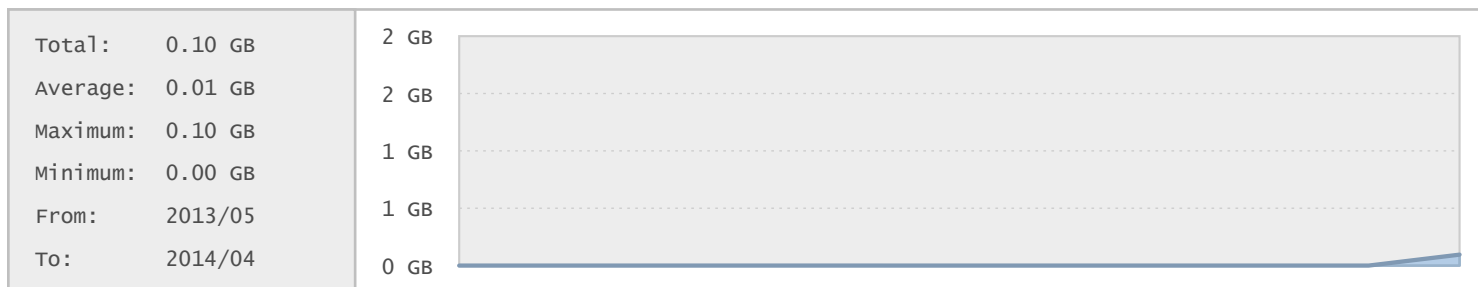 Total: 0.10 GB
Average: 0.01 GB
Maximum: 0.10 GB
Minimum: 0.00 GB
From: 2013/05
To: 2014/04
2 GB
2 GB
1 GB
1 GB
0 GB